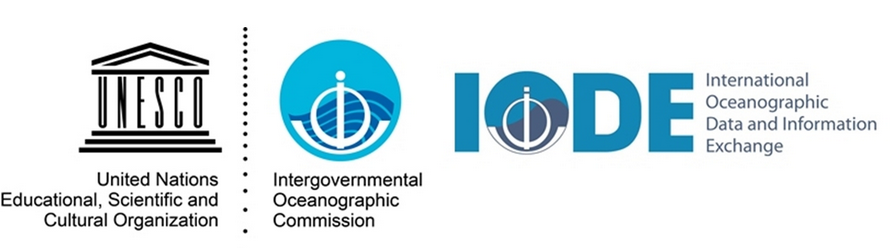 UNESCO
United Nations
Educational, Scientific and
Cultural Organization
Intergovernmental
Oceanographic
Commission
IODE
International
Oceanographic
Data and Information
Exchange